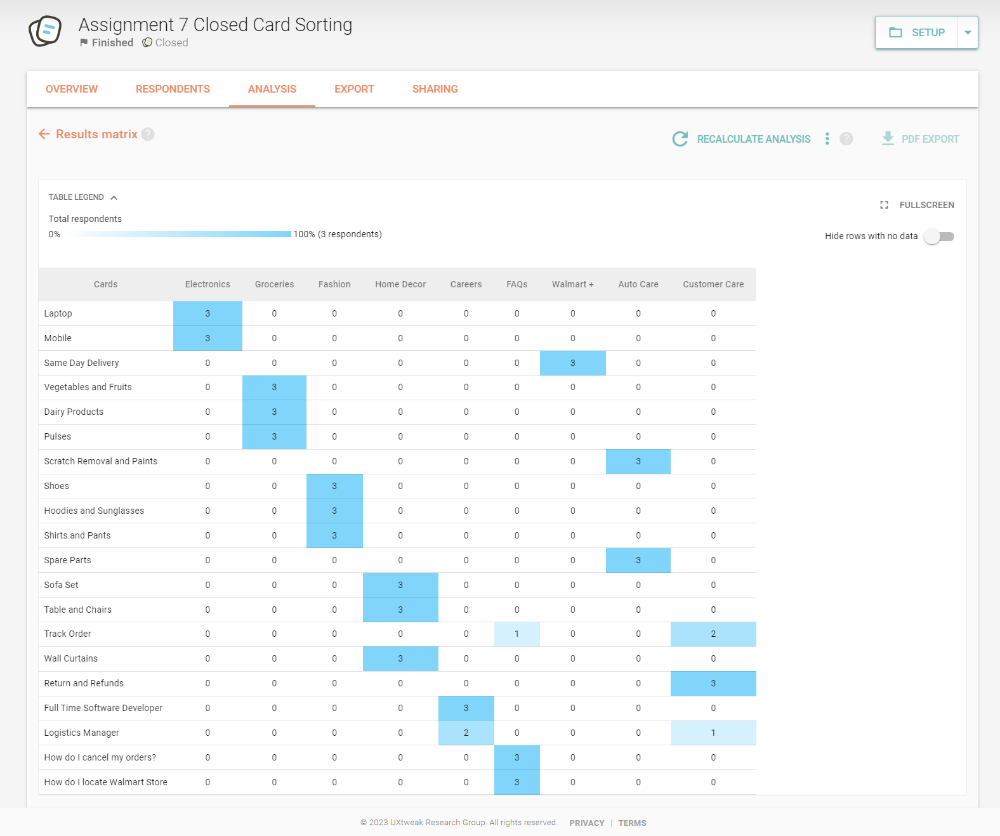 Assignment 7 Closed Card Sorting
Finished Closed
SETUP
OVERVIEW RESPONDENTS ANALYSIS EXPORT SHARING
Results matrix ?
RECALCULATE ANALYSIS ? PDF EXPORT
TABLE LEGEND
FULLSCREEN
Total respondents
0% 100% (3 respondents)
Hide rows with no data
Cards Electronics Groceries Fashion Home Decor Careers FAQs Walmart + Auto Care Customer Care
Laptop 3 0 0 0 0 0 0 0 0
Mobile 3 0 0 0 0 0 0 0 0
Same Day Delivery 0 0 0 0 0 0 3 0 0
Vegetables and Fruits 0 3 0 0 0 0 0 0 0
Dairy Products 0 3 0 0 0 0 0 0 0
Pulses 0 3 0 0 0 0 0 0 0
Scratch Removal and Paints 0 0 0 0 0 0 0 3 0
Shoes 0 0 3 0 0 0 0 0 0
Hoodies and Sunglasses 0 0 3 0 0 0 0 0 0
Shirts and Pants 0 0 3 0 0 0 0 0 0
Spare Parts 0 0 0 0 0 0 0 3 0
Sofa Set 0 0 0 3 0 0 0 0 0
Table and Chairs 0 0 0 3 0 0 0 0 0
Track Order 0 0 0 0 0 1 0 0 2
Wall Curtains 0 0 0 3 0 0 0 0 0
Return and Refunds 0 0 0 0 0 0 0 0 3
Full Time Software Developer 0 0 0 0 3 0 0 0 0
Logistics Manager 0 0 0 0 2 0 0 0 1
How do I cancel my orders? 0 0 0 0 0 3 0 0 0
How do I locate Walmart Store 0 0 0 0 0 3 0 0 0
© 2023 UXtweak Research Group. All rights reserved. PRIVACY | TERMS